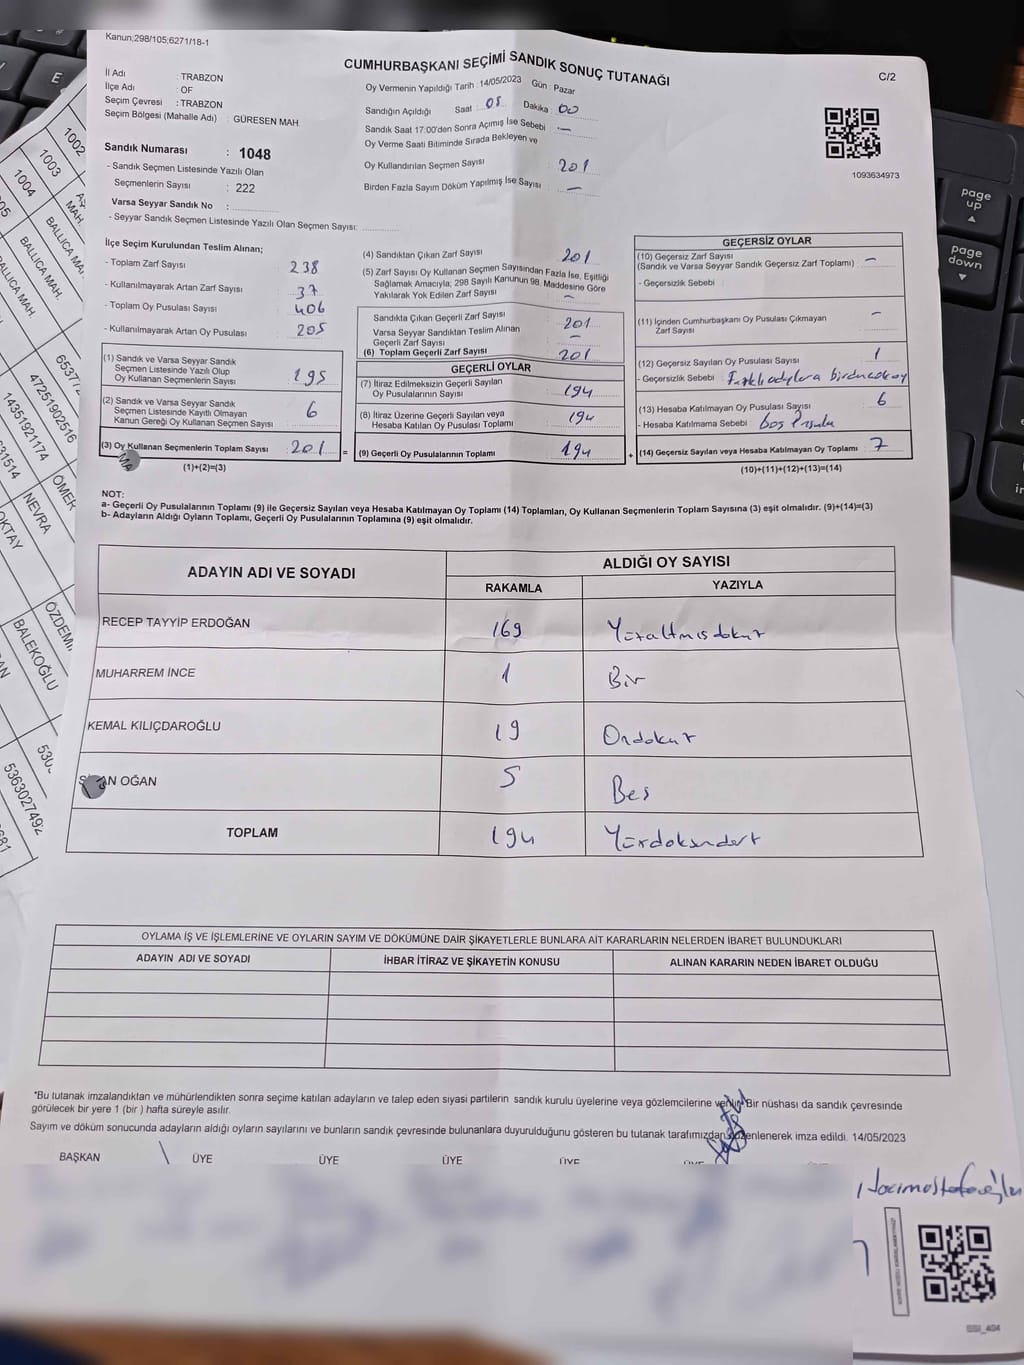 Kanun;298/105;6271/18-1
CUMHURBAŞKANI SEÇİMİ SANDIK SONUÇ TUTANAĞI
C/2
İl Adı : TRABZON
İlçe Adı : OF
Seçim Çevresi : TRABZON
Seçim Bölgesi (Mahalle Adı) : GÜRESEN MAH
Sandık Numarası : 1048
- Sandık Seçmen Listesinde Yazılı Olan
Seçmenlerin Sayısı : 222
Varsa Seyyar Sandık No :
- Seyyar Sandık Seçmen Listesinde Yazılı Olan Seçmen Sayısı:
Oy Vermenin Yapıldığı Tarih : 14/05/2023 Gün : Pazar
Sandığın Açıldığı Saat 08 Dakika : 00
Sandık Saat 17:00'den Sonra Açımış İse Sebebi : —
Oy Verme Saati Bitiminde Sırada Bekleyen ve
Oy Kullandırılan Seçmen Sayısı : 201
Birden Fazla Sayım Döküm Yapılmış İse Sayısı : —
1093634973
İlçe Seçim Kurulundan Teslim Alınan;
- Toplam Zarf Sayısı 238
- Kullanılmayarak Artan Zarf Sayısı : 37
- Toplam Oy Pusulası Sayısı : 406
- Kullanılmayarak Artan Oy Pusulası : 205
(1) Sandık ve Varsa Seyyar Sandık
Seçmen Listesinde Yazılı Olup
Oy Kullanan Seçmenlerin Sayısı : 195
(2) Sandık ve Varsa Seyyar Sandık
Seçmen Listesinde Kayıtlı Olmayan
Kanun Gereği Oy Kullanan Seçmen Sayısı : 6
(3) Oy Kullanan Seçmenlerin Toplam Sayısı : 201 =
(1)+(2)=(3)
(4) Sandıktan Çıkan Zarf Sayısı 201
(5) Zarf Sayısı Oy Kullanan Seçmen Sayısından Fazla İse, Eşitliği
Sağlamak Amacıyla; 298 Sayılı Kanunun 98. Maddesine Göre
Yakılarak Yok Edilen Zarf Sayısı : —
Sandıkta Çıkan Geçerli Zarf Sayısı : 201
Varsa Seyyar Sandıktan Teslim Alınan
Geçerli Zarf Sayısı : —
(6) Toplam Geçerli Zarf Sayısı : 201
GEÇERLİ OYLAR
(7) İtiraz Edilmeksizin Geçerli Sayılan
Oy Pusulalarının Sayısı : 194
(8) İtiraz Üzerine Geçerli Sayılan veya
Hesaba Katılan Oy Pusulalarının Toplamı : 194
(9) Geçerli Oy Pusulalarının Toplamı : 194 +
GEÇERSİZ OYLAR
(10) Geçersiz Zarf Sayısı
(Sandık ve Varsa Seyyar Sandık Geçersiz Zarf Toplamı) : —
- Geçersizlik Sebebi :
(11) İçinden Cumhurbaşkanı Oy Pusulası Çıkmayan
Zarf Sayısı : —
(12) Geçersiz Sayılan Oy Pusulası Sayısı : 1
- Geçersizlik Sebebi : Farklı adaylara birden çok oy
(13) Hesaba Katılmayan Oy Pusulası Sayısı : 6
- Hesaba Katılmama Sebebi : Boş Pusula
(14) Geçersiz Sayılan veya Hesaba Katılmayan Oy Toplamı : 7
(10)+(11)+(12)+(13)=(14)
NOT:
a- Geçerli Oy Pusulalarının Toplamı (9) ile Geçersiz Sayılan veya Hesaba Katılmayan Oy Toplamı (14) Toplamları, Oy Kullanan Seçmenlerin Toplam Sayısına (3) eşit olmalıdır. (9)+(14)=(3)
b- Adayların Aldığı Oyların Toplamı, Geçerli Oy Pusulalarının Toplamına (9) eşit olmalıdır.
ADAYIN ADI VE SOYADI
ALDIĞI OY SAYISI
RAKAMLA YAZIYLA
RECEP TAYYİP ERDOĞAN 169 Yüzaltmışdokuz
MUHARREM İNCE 1 Bir
KEMAL KILIÇDAROĞLU 19 Ondokuz
OĞAN 5 Beş
TOPLAM 194 Yüzdoksandört
OYLAMA İŞ VE İŞLEMLERİNE VE OYLARIN SAYIM VE DÖKÜMÜNE DAİR ŞİKAYETLERLE BUNLARA AİT KARARLARIN NELERDEN İBARET BULUNDUKLARI
ADAYIN ADI VE SOYADI İHBAR İTİRAZ VE ŞİKAYETİN KONUSU ALINAN KARARIN NEDEN İBARET OLDUĞU
*Bu tutanak imzalandıktan ve mühürlendikten sonra seçime katılan adayların ve talep eden siyasi partilerin sandık kurulu üyelerine veya gözlemcilerine verilir. Bir nüshası da sandık çevresinde
görülecek bir yere 1 (bir ) hafta süreyle asılır.
Sayım ve döküm sonucunda adayların aldığı oyların sayılarını ve bunların sandık çevresinde bulunanlara duyurulduğunu gösteren bu tutanak tarafımızdan düzenlenerek imza edildi. 14/05/2023
BAŞKAN ÜYE ÜYE ÜYE ÜYE
Hacımustafaoğlu
1002
1003
1004
BALLICA MAH.
BALLICA MAH.
47251902516
14351921174
ÖMER
NEVRA
OKTAY
ÖZDEMİ
BALEKOĞLU
5363027492
E
page up
page down